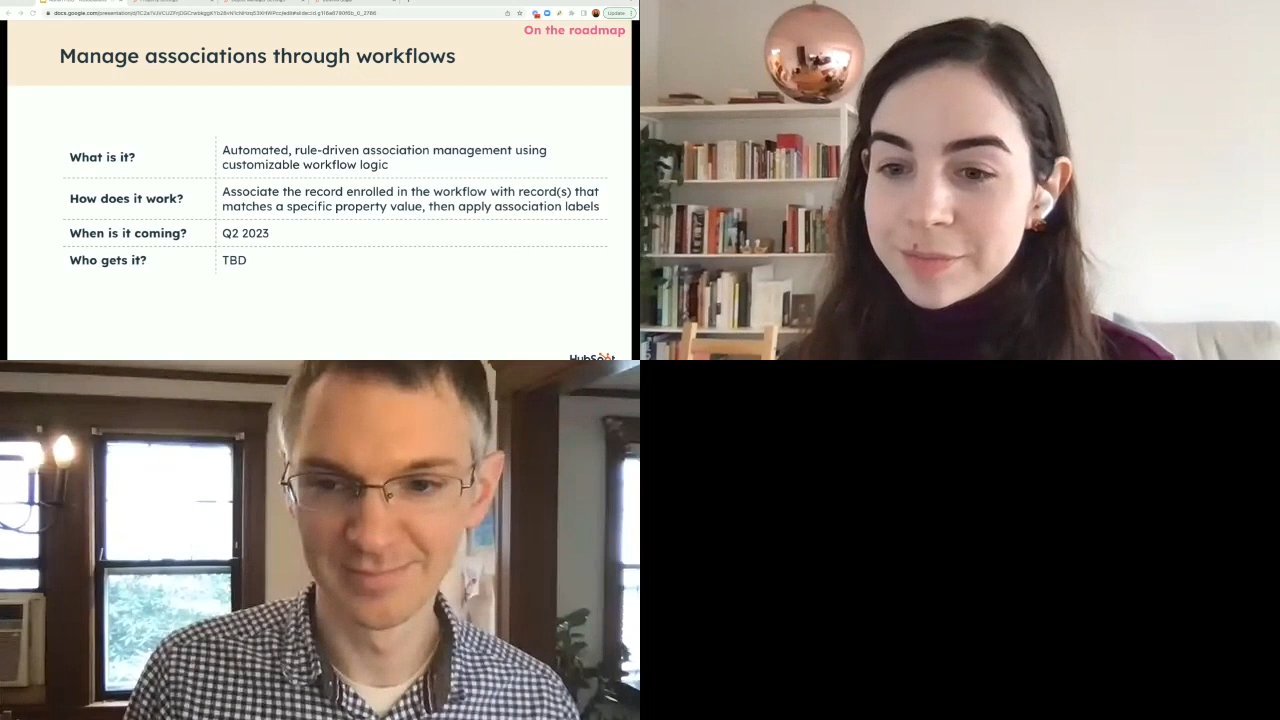 On the roadmap
Manage associations through workflows
What is it?
Automated, rule-driven association management using
customizable workflow logic
How does it work?
Associate the record enrolled in the workflow with record(s) that
matches a specific property value, then apply association labels
When is it coming?
Q2 2023
Who gets it?
TBD
HubSpot
Update